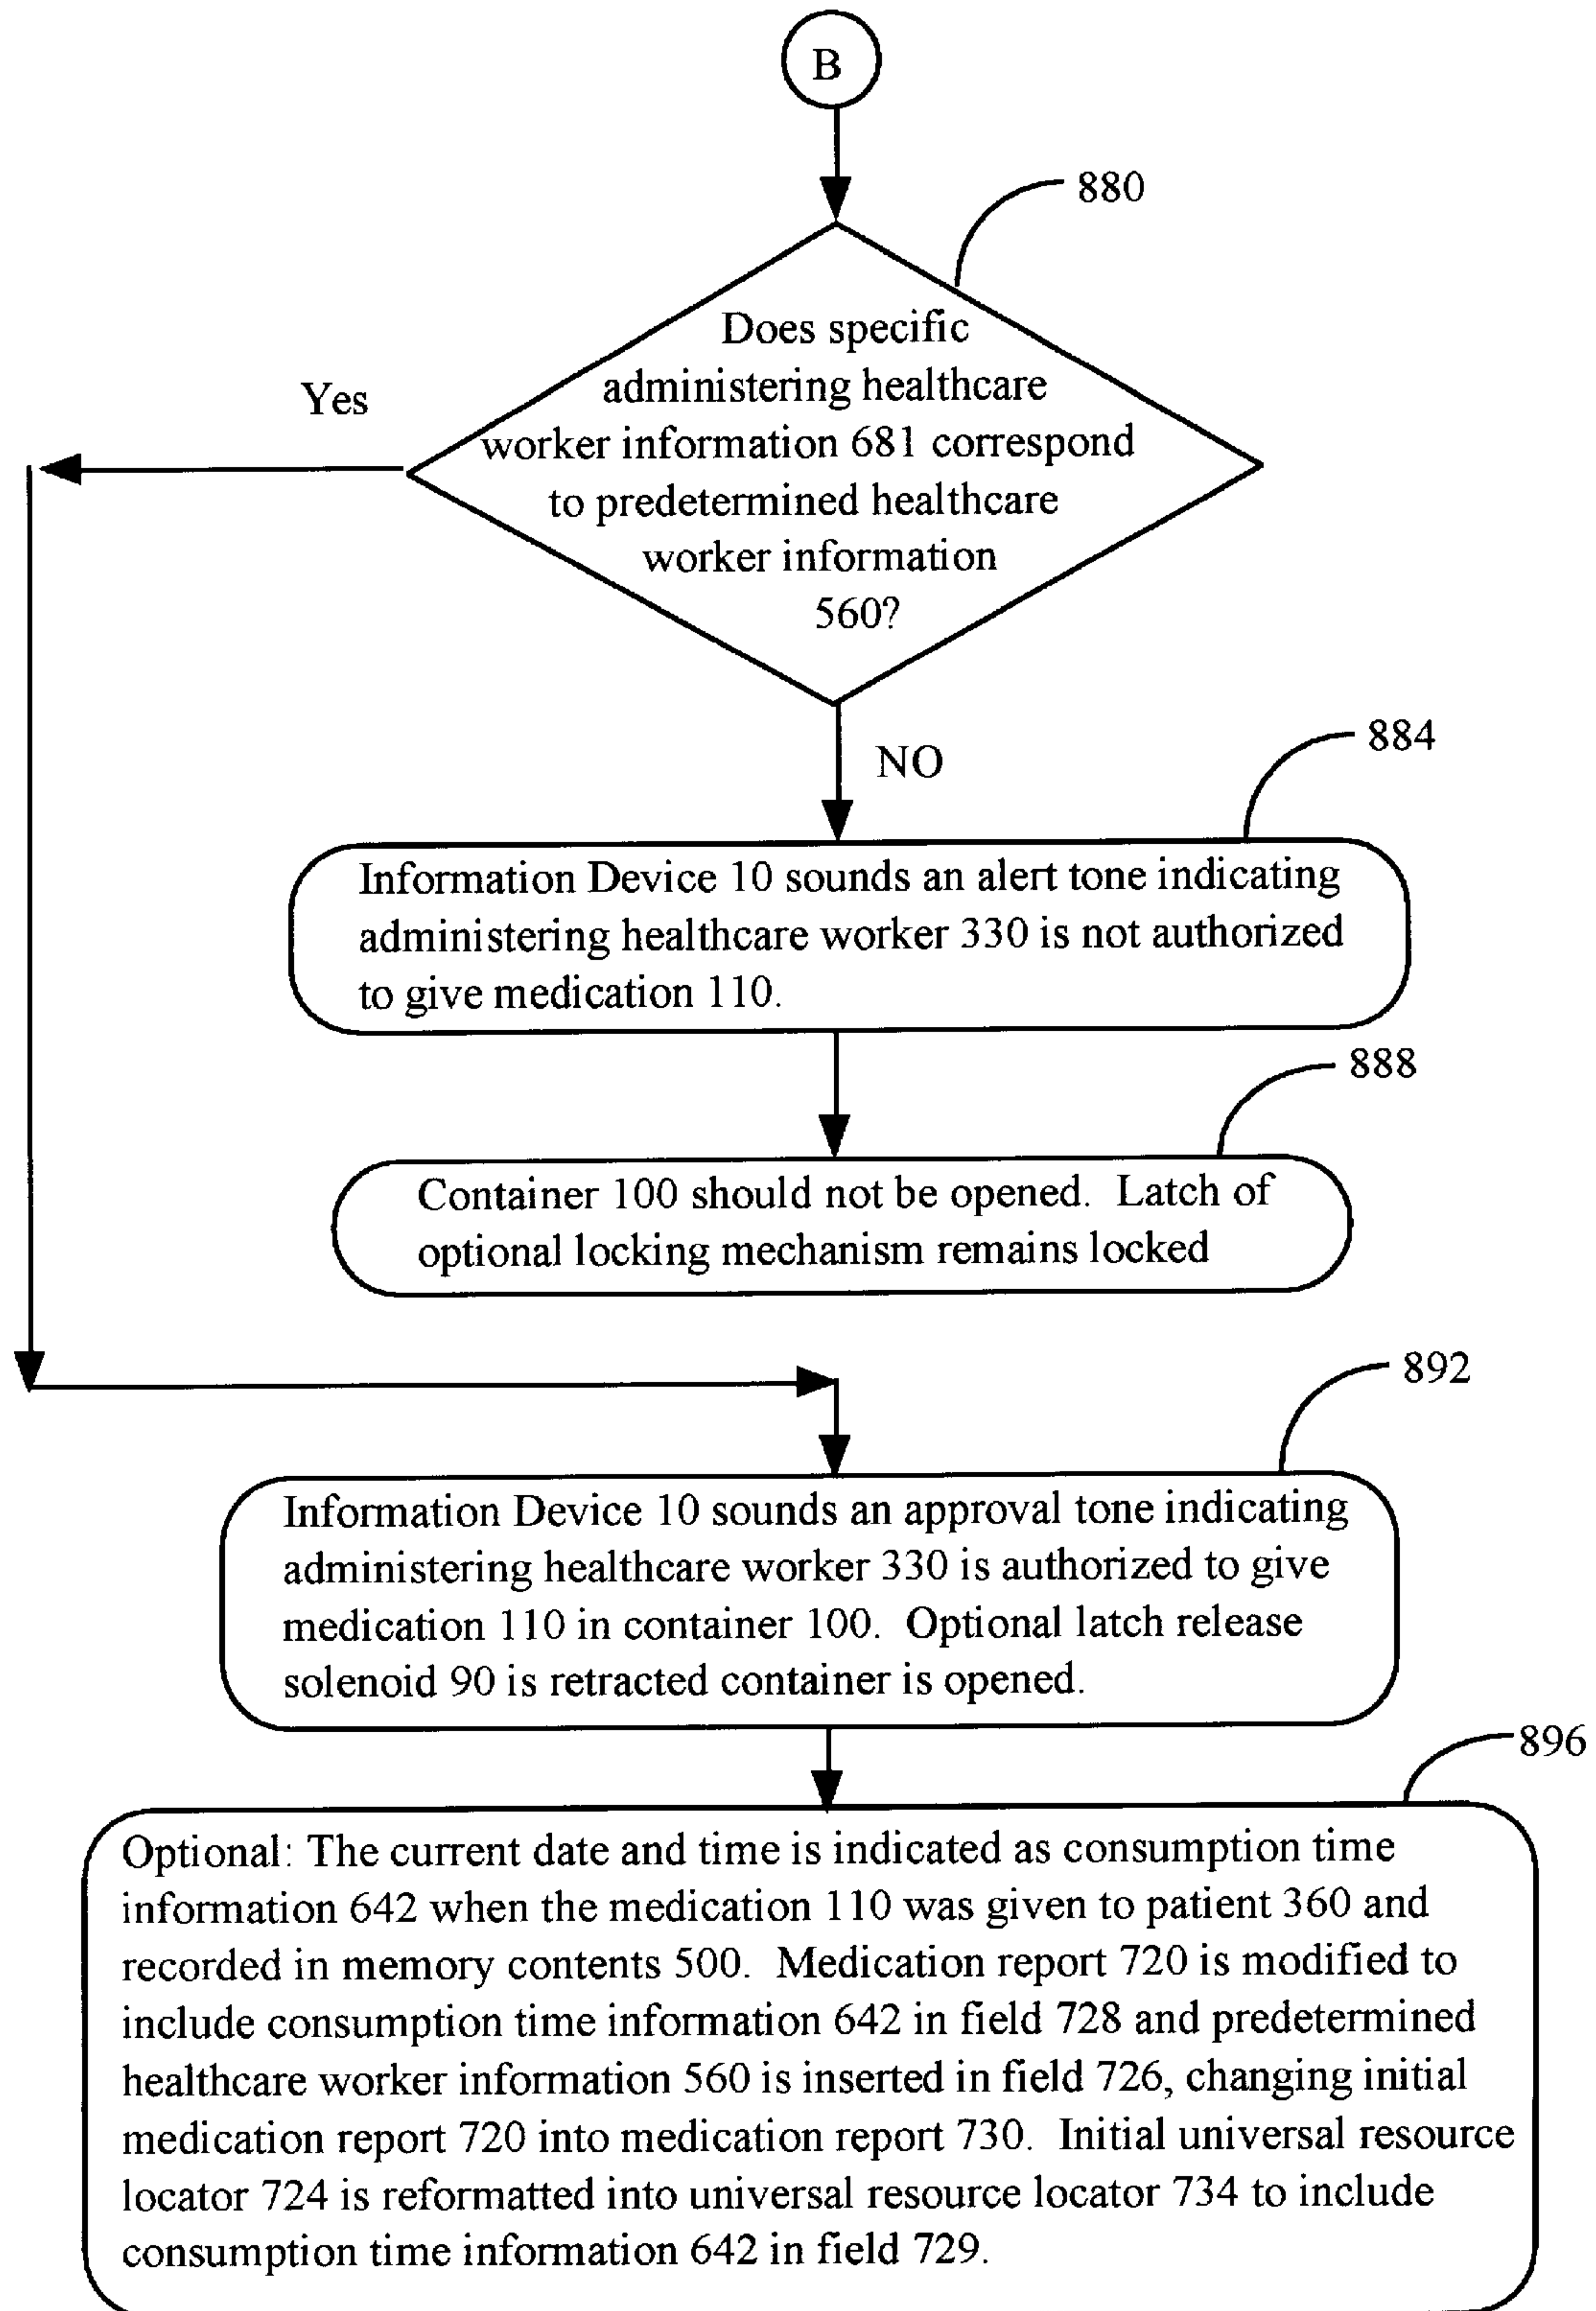 B
880
Does specific
administering healthcare
Yes
worker information 681 correspond
to predetermined healthcare
worker information
560?
884
NO
Information Device 10 sounds an alert tone indicating
administering healthcare worker 330 is not authorized
to give medication 110.
888
Container 100 should not be opened. Latch of
optional locking mechanism remains locked
892
Information Device 10 sounds an approval tone indicating
administering healthcare worker 330 is authorized to give
medication 110 in container 100. Optional latch release
solenoid 90 is retracted container is opened.
896
Optional: The current date and time is indicated as consumption time
information 642 when the medication 110 was given to patient 360 and
recorded in memory contents 500. Medication report 720 is modified to
include consumption time information 642 in field 728 and predetermined
healthcare worker information 560 is inserted in field 726, changing initial
medication report 720 into medication report 730. Initial universal resource
locator 724 is reformatted into universal resource locator 734 to include
consumption time information 642 in field 729.